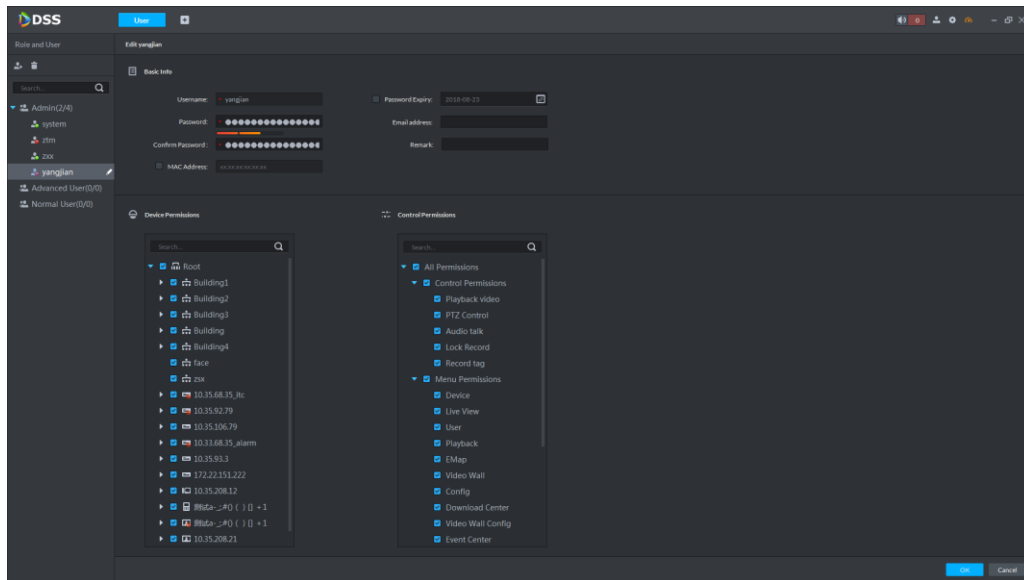 DSS
User
0
Role and User
Edit yangjian
Basic Info
Search...
Admin(2/4)
system
ztm
zxx
yangjian
Advanced User(0/0)
Normal User(0/0)
Username: * yangjian
Password: *
Confirm Password: *
MAC Address:
Password Expiry: 2018-08-23
Email address:
Remark:
Device Permissions
Search...
Root
Building1
Building2
Building3
Building
Building4
face
zsx
10.35.68.35_itc
10.35.92.79
10.35.106.79
10.33.68.35_alarm
10.35.93.3
172.22.151.222
10.35.208.12
10.35.208.21
Control Permissions
Search...
All Permissions
Control Permissions
Playback video
PTZ Control
Audio talk
Lock Record
Record tag
Menu Permissions
Device
Live View
User
Playback
EMap
Video Wall
Config
Download Center
Video Wall Config
Event Center
OK
Cancel